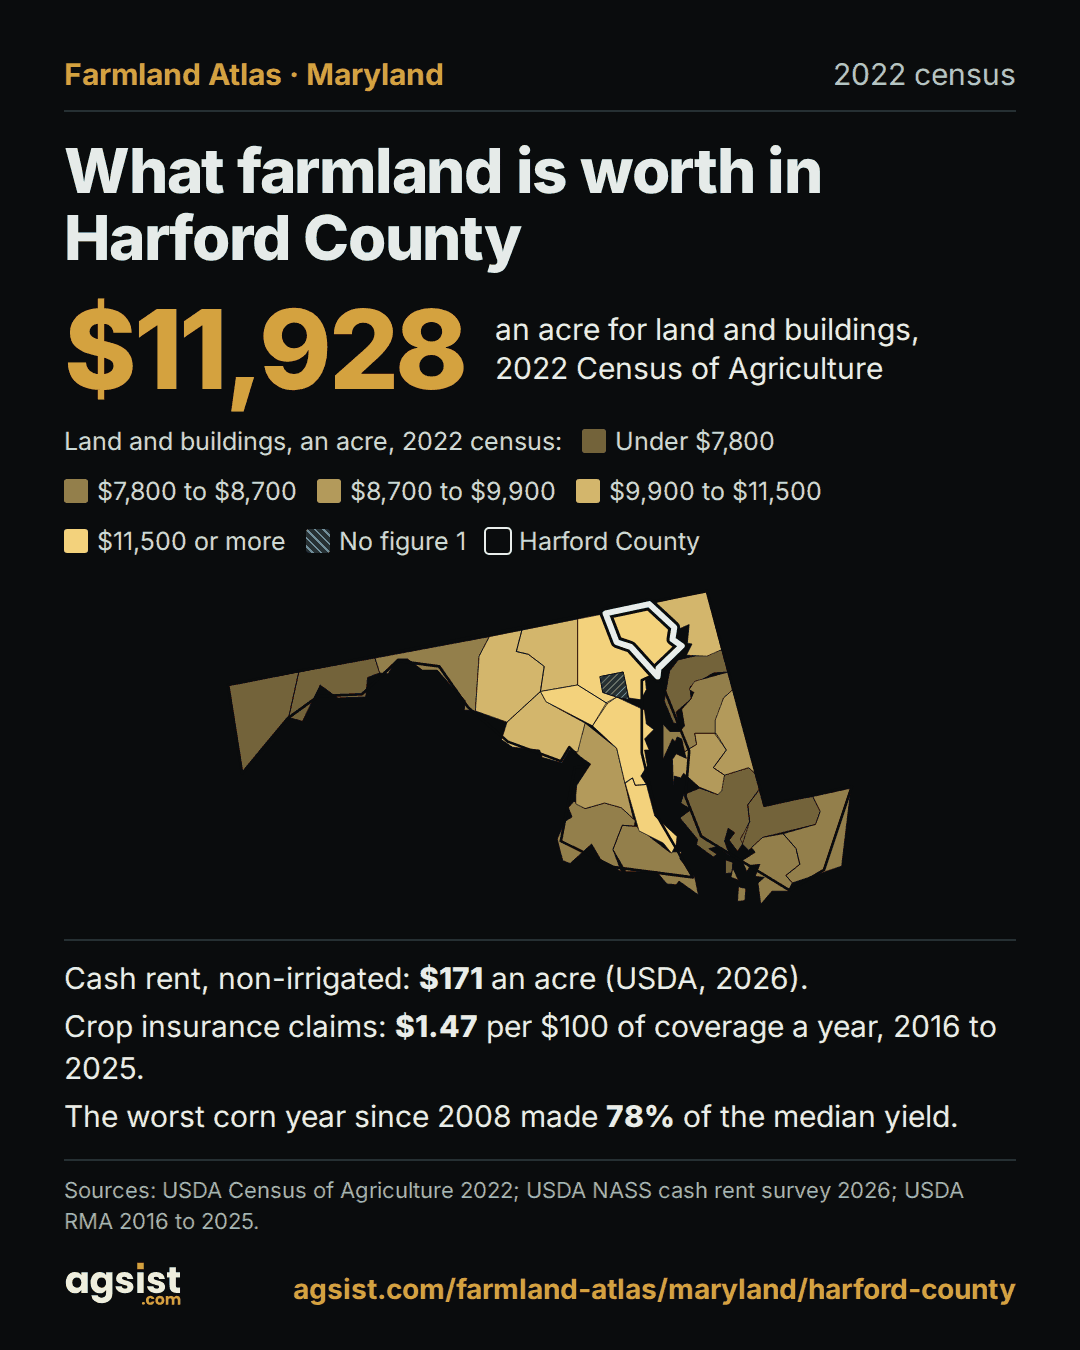 Farmland Atlas · Maryland
2022 census
What farmland is worth in
Harford County
$11,928
an acre for land and buildings,
2022 Census of Agriculture
Land and buildings, an acre, 2022 census: Under $7,800
$7,800 to $8,700 $8,700 to $9,900 $9,900 to $11,500
$11,500 or more No figure 1 Harford County
Cash rent, non-irrigated: $171 an acre (USDA, 2026).
Crop insurance claims: $1.47 per $100 of coverage a year, 2016 to
2025.
The worst corn year since 2008 made 78% of the median yield.
Sources: USDA Census of Agriculture 2022; USDA NASS cash rent survey 2026; USDA
RMA 2016 to 2025.
agsist
.com
agsist.com/farmland-atlas/maryland/harford-county